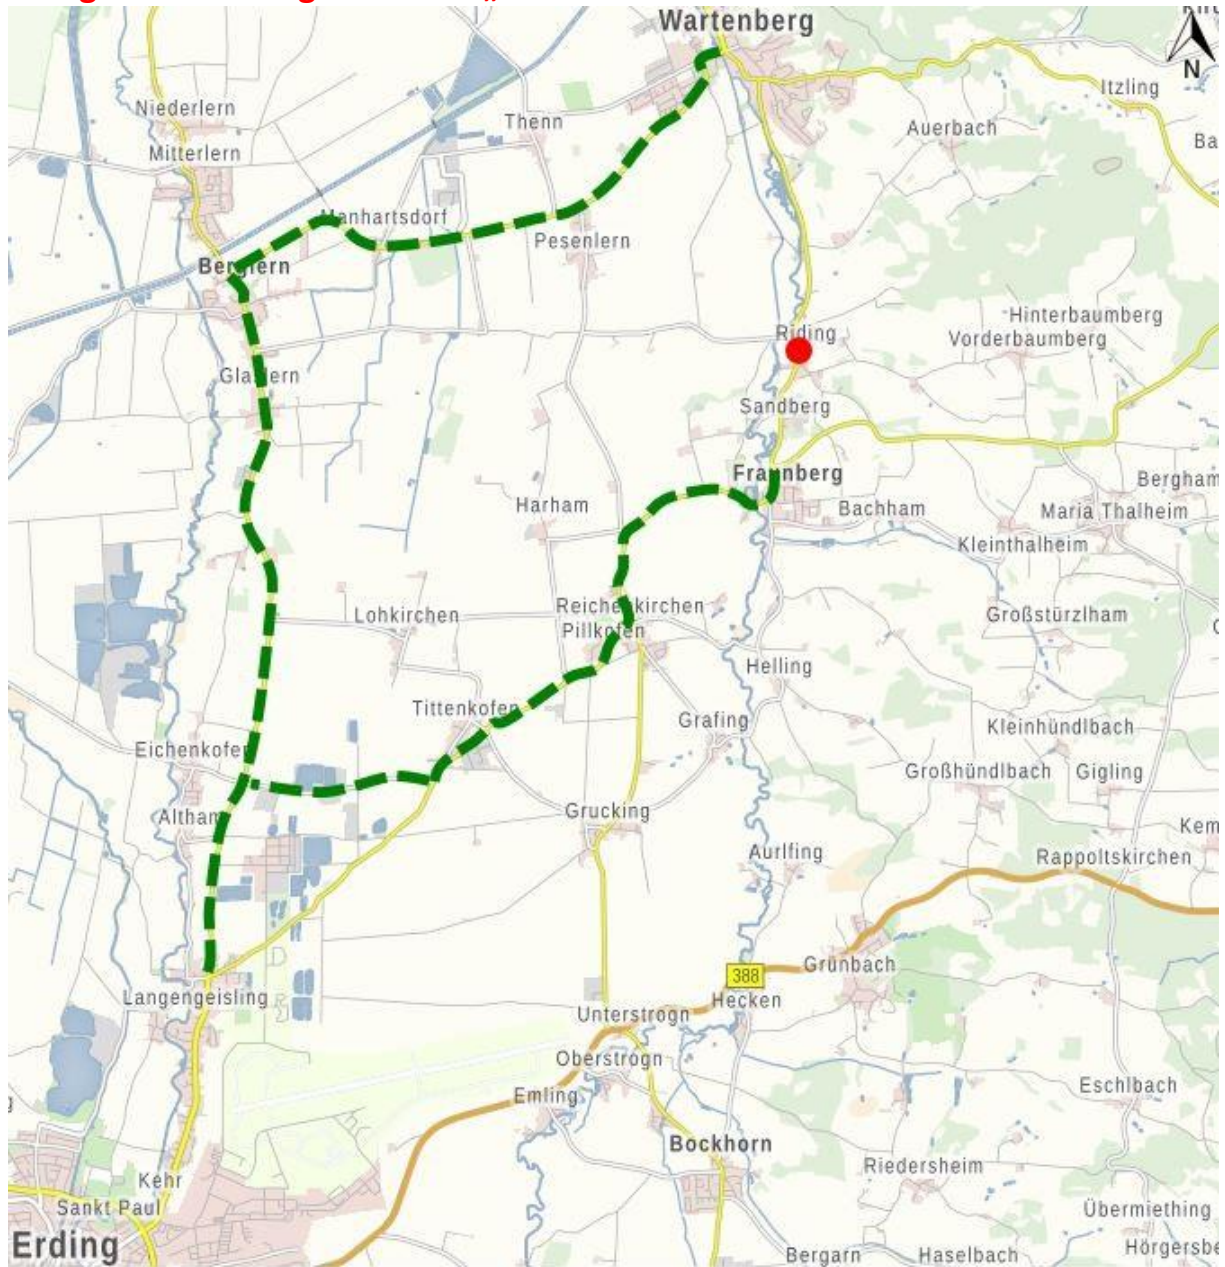 Wartenberg
N
Itzling
Niederlern
Thenn
Auerbach
Mitterlern
Manhartsdorf
Pesenlern
Berglern
Hinterbaumberg
Riding
Vorderbaumberg
Glaslern
Sandberg
Fraunberg
Bergham
Harham
Bachham
Maria Thalheim
Kleinthalheim
Reichenkirchen
Lohkirchen
Großstürzlham
Pillkofen
Helling
Tittenkofen
Grafing
Kleinhündlbach
Eichenkofen
Großhündlbach
Gigling
Altham
Grucking
Aurlfing
Rappoltskirchen
Grünbach
388
Langengeisling
Hecken
Unterstrogn
Oberstrogn
Eschlbach
Emling
Bockhorn
Riedersheim
Kehr
Sankt Paul
Übermiething
Erding
Bergarn
Haselbach